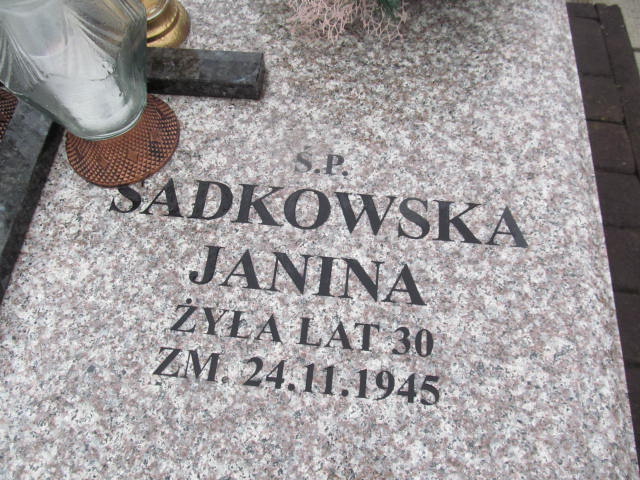 Ś.P.
SADKOWSKA
JANINA
ŻYŁA LAT 30
ZM. 24.11.1945